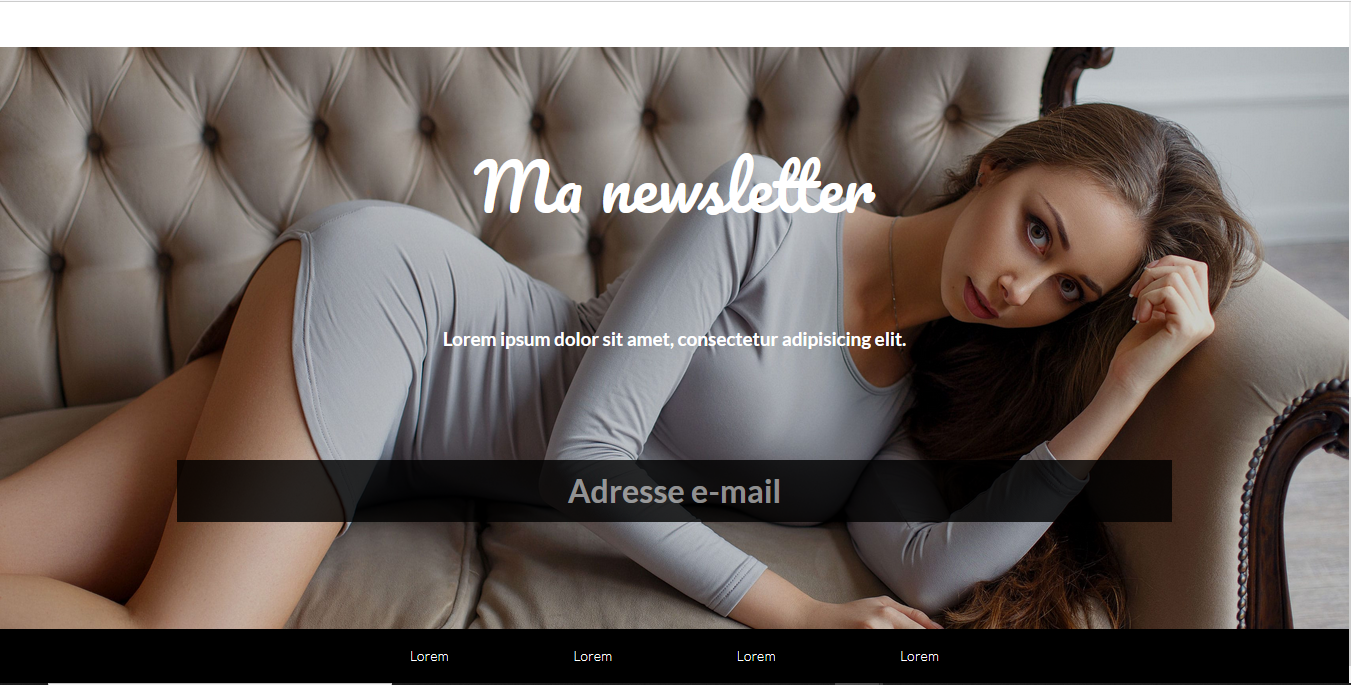 Ma newsletter
Lorem ipsum dolor sit amet, consectetur adipisicing elit.
Adresse e-mail
Lorem Lorem Lorem Lorem